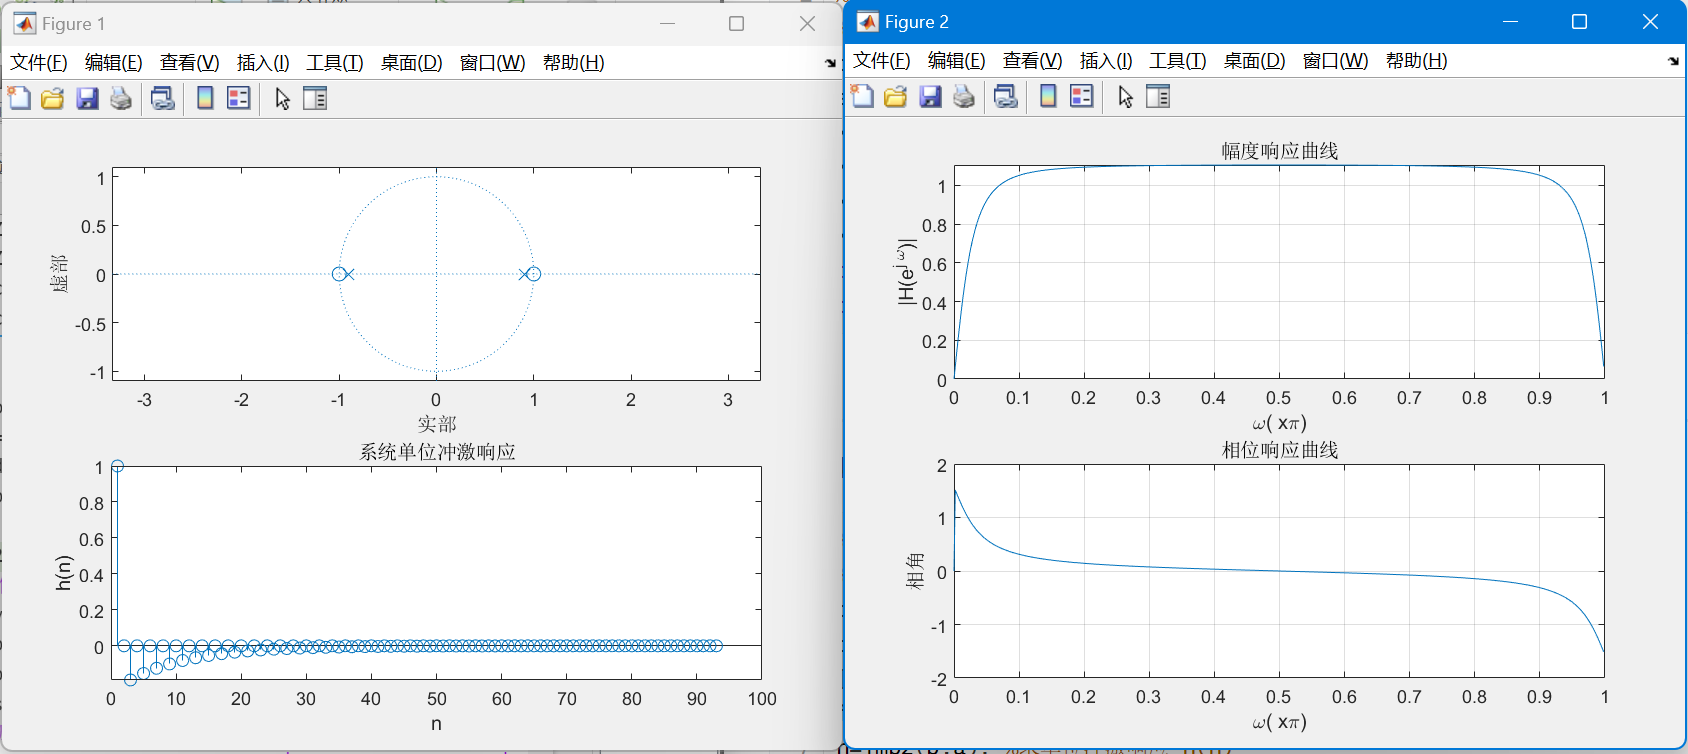 Figure 1
文件(F) 编辑(E) 查看(V) 插入(I) 工具(T) 桌面(D) 窗口(W) 帮助(H)
1
0.5
0
-0.5
-1
虚部
-3 -2 -1 0 1 2 3
实部
系统单位冲激响应
1
0.8
0.6
0.4
0.2
0
h(n)
0 10 20 30 40 50 60 70 80 90 100
n
Figure 2
文件(F) 编辑(E) 查看(V) 插入(I) 工具(T) 桌面(D) 窗口(W) 帮助(H)
幅度响应曲线
1
0.8
0.6
0.4
0.2
0
|H(e^{jω})|
0 0.1 0.2 0.3 0.4 0.5 0.6 0.7 0.8 0.9 1
ω( xπ)
相位响应曲线
2
1
0
-1
-2
相角
0 0.1 0.2 0.3 0.4 0.5 0.6 0.7 0.8 0.9 1
ω( xπ)